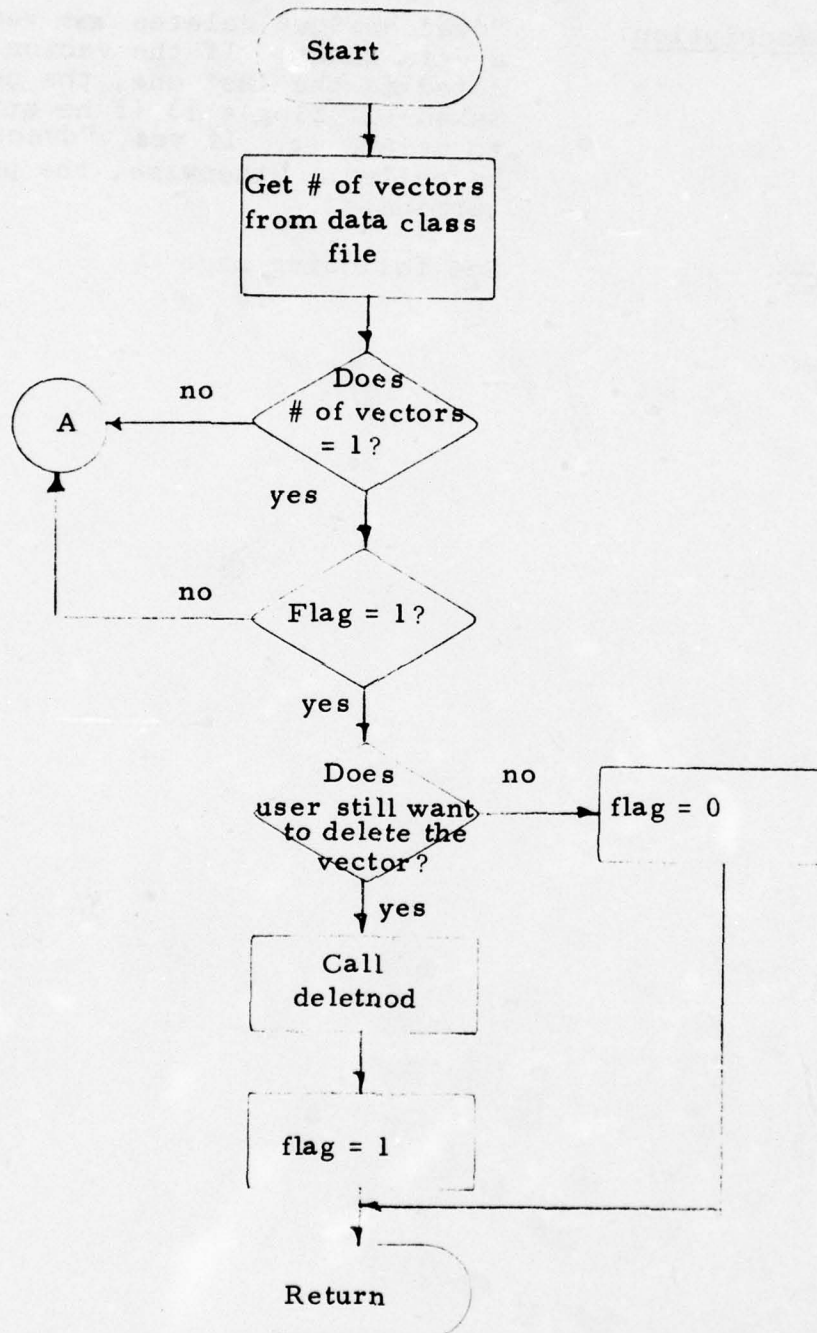 Start
Get # of vectors
from data class
file
Does
# of vectors
= 1?
no
A
yes
Flag = 1?
no
yes
Does
user still want
to delete the
vector?
no
flag = 0
yes
Call
deletnod
flag = 1
Return